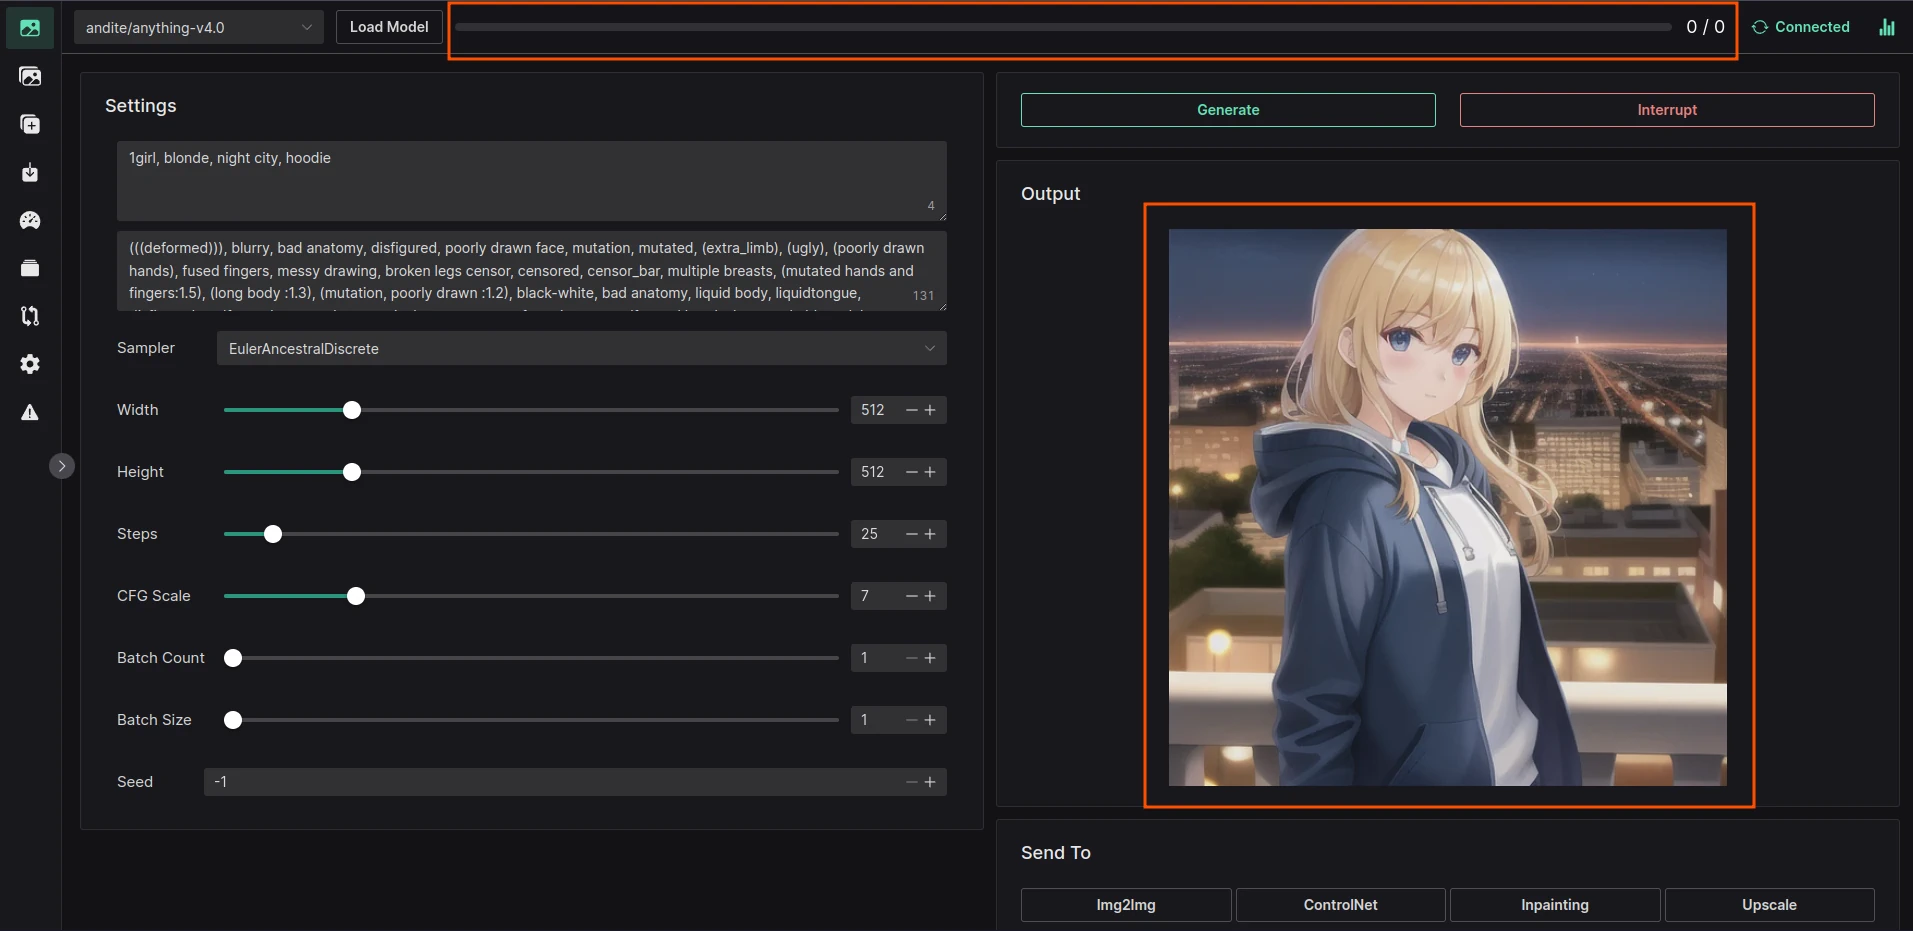 andite/anything-v4.0
Load Model
0 / 0
Connected
Settings
1girl, blonde, night city, hoodie
4
(((deformed))), blurry, bad anatomy, disfigured, poorly drawn face, mutation, mutated, (extra_limb), (ugly), (poorly drawn
hands), fused fingers, messy drawing, broken legs censor, censored, censor_bar, multiple breasts, (mutated hands and
fingers:1.5), (long body :1.3), (mutation, poorly drawn :1.2), black-white, bad anatomy, liquid body, liquidtongue,
131
Sampler
EulerAncestralDiscrete
Width
512
Height
512
Steps
25
CFG Scale
7
Batch Count
1
Batch Size
1
Seed
-1
Generate
Interrupt
Output
Send To
Img2Img
ControlNet
Inpainting
Upscale